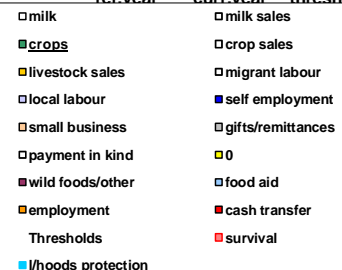 milk milk sales
crops crop sales
livestock sales migrant labour
local labour self employment
small business gifts/remittances
payment in kind 0
wild foods/other food aid
employment cash transfer
Thresholds survival
l/hoods protection